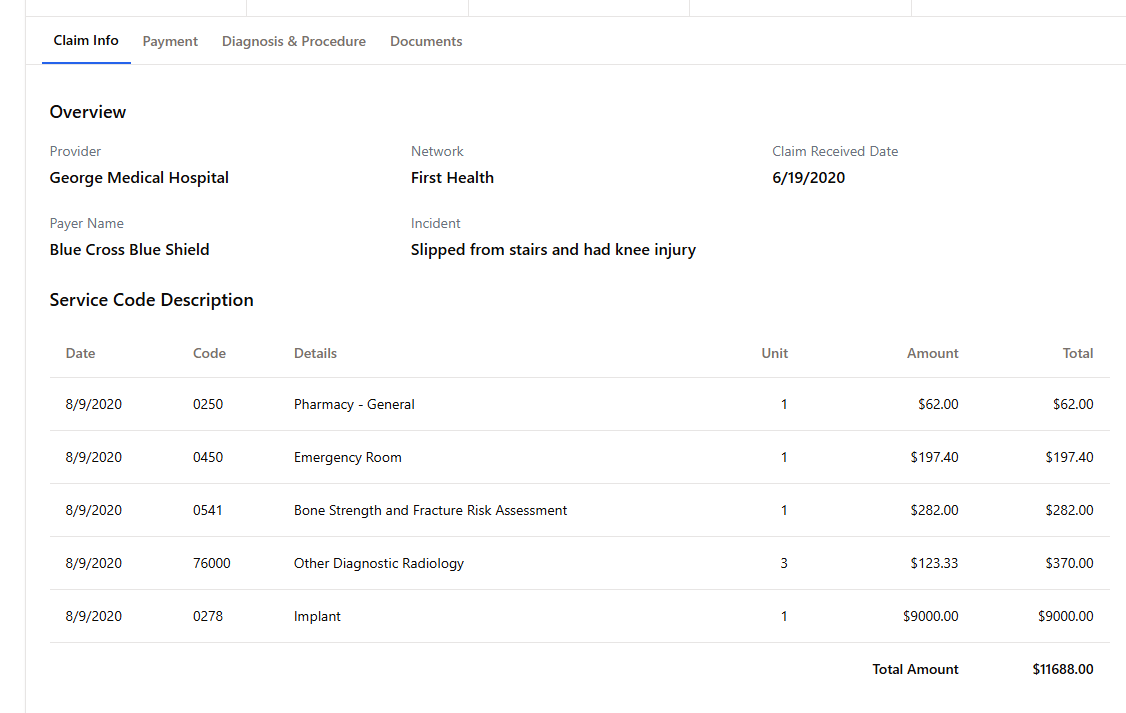 Claim Info Payment Diagnosis & Procedure Documents
Overview
Provider Network Claim Received Date
George Medical Hospital First Health 6/19/2020
Payer Name Incident
Blue Cross Blue Shield Slipped from stairs and had knee injury
Service Code Description
Date Code Details Unit Amount Total
8/9/2020 0250 Pharmacy - General 1 $62.00 $62.00
8/9/2020 0450 Emergency Room 1 $197.40 $197.40
8/9/2020 0541 Bone Strength and Fracture Risk Assessment 1 $282.00 $282.00
8/9/2020 76000 Other Diagnostic Radiology 3 $123.33 $370.00
8/9/2020 0278 Implant 1 $9000.00 $9000.00
Total Amount $11688.00